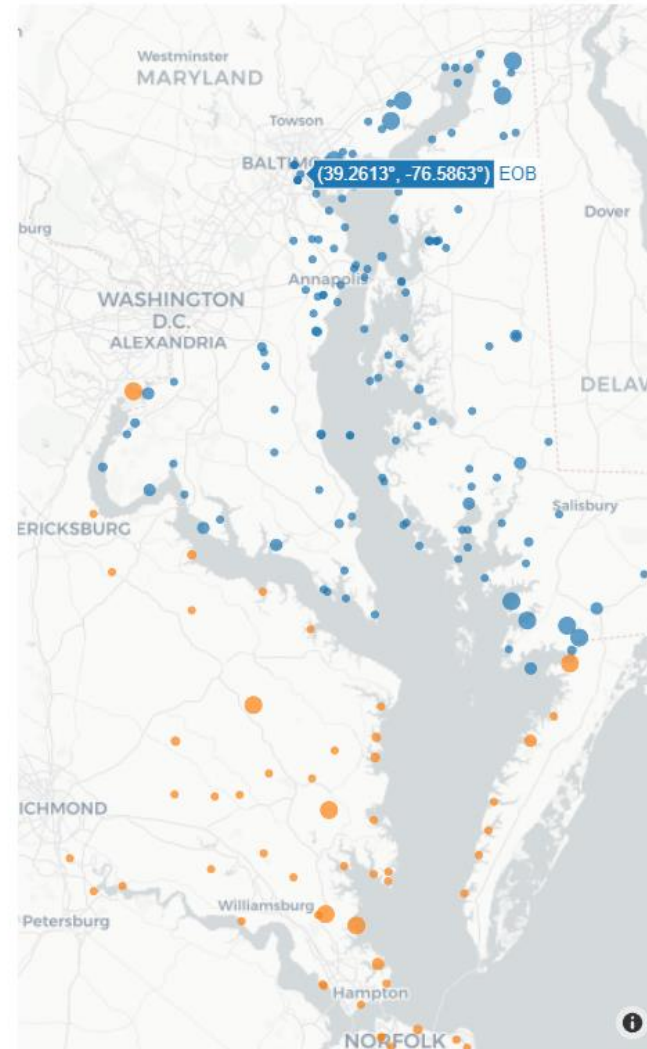 Westminster
MARYLAND
Towson
BALTIMO
(39.2613°, -76.5863°) EOB
burg
Dover
Annapolis
WASHINGTON
D.C.
ALEXANDRIA
DELAW
Salisbury
ERICKSBURG
ICHMOND
Williamsburg
Petersburg
Hampton
NORFOLK
i